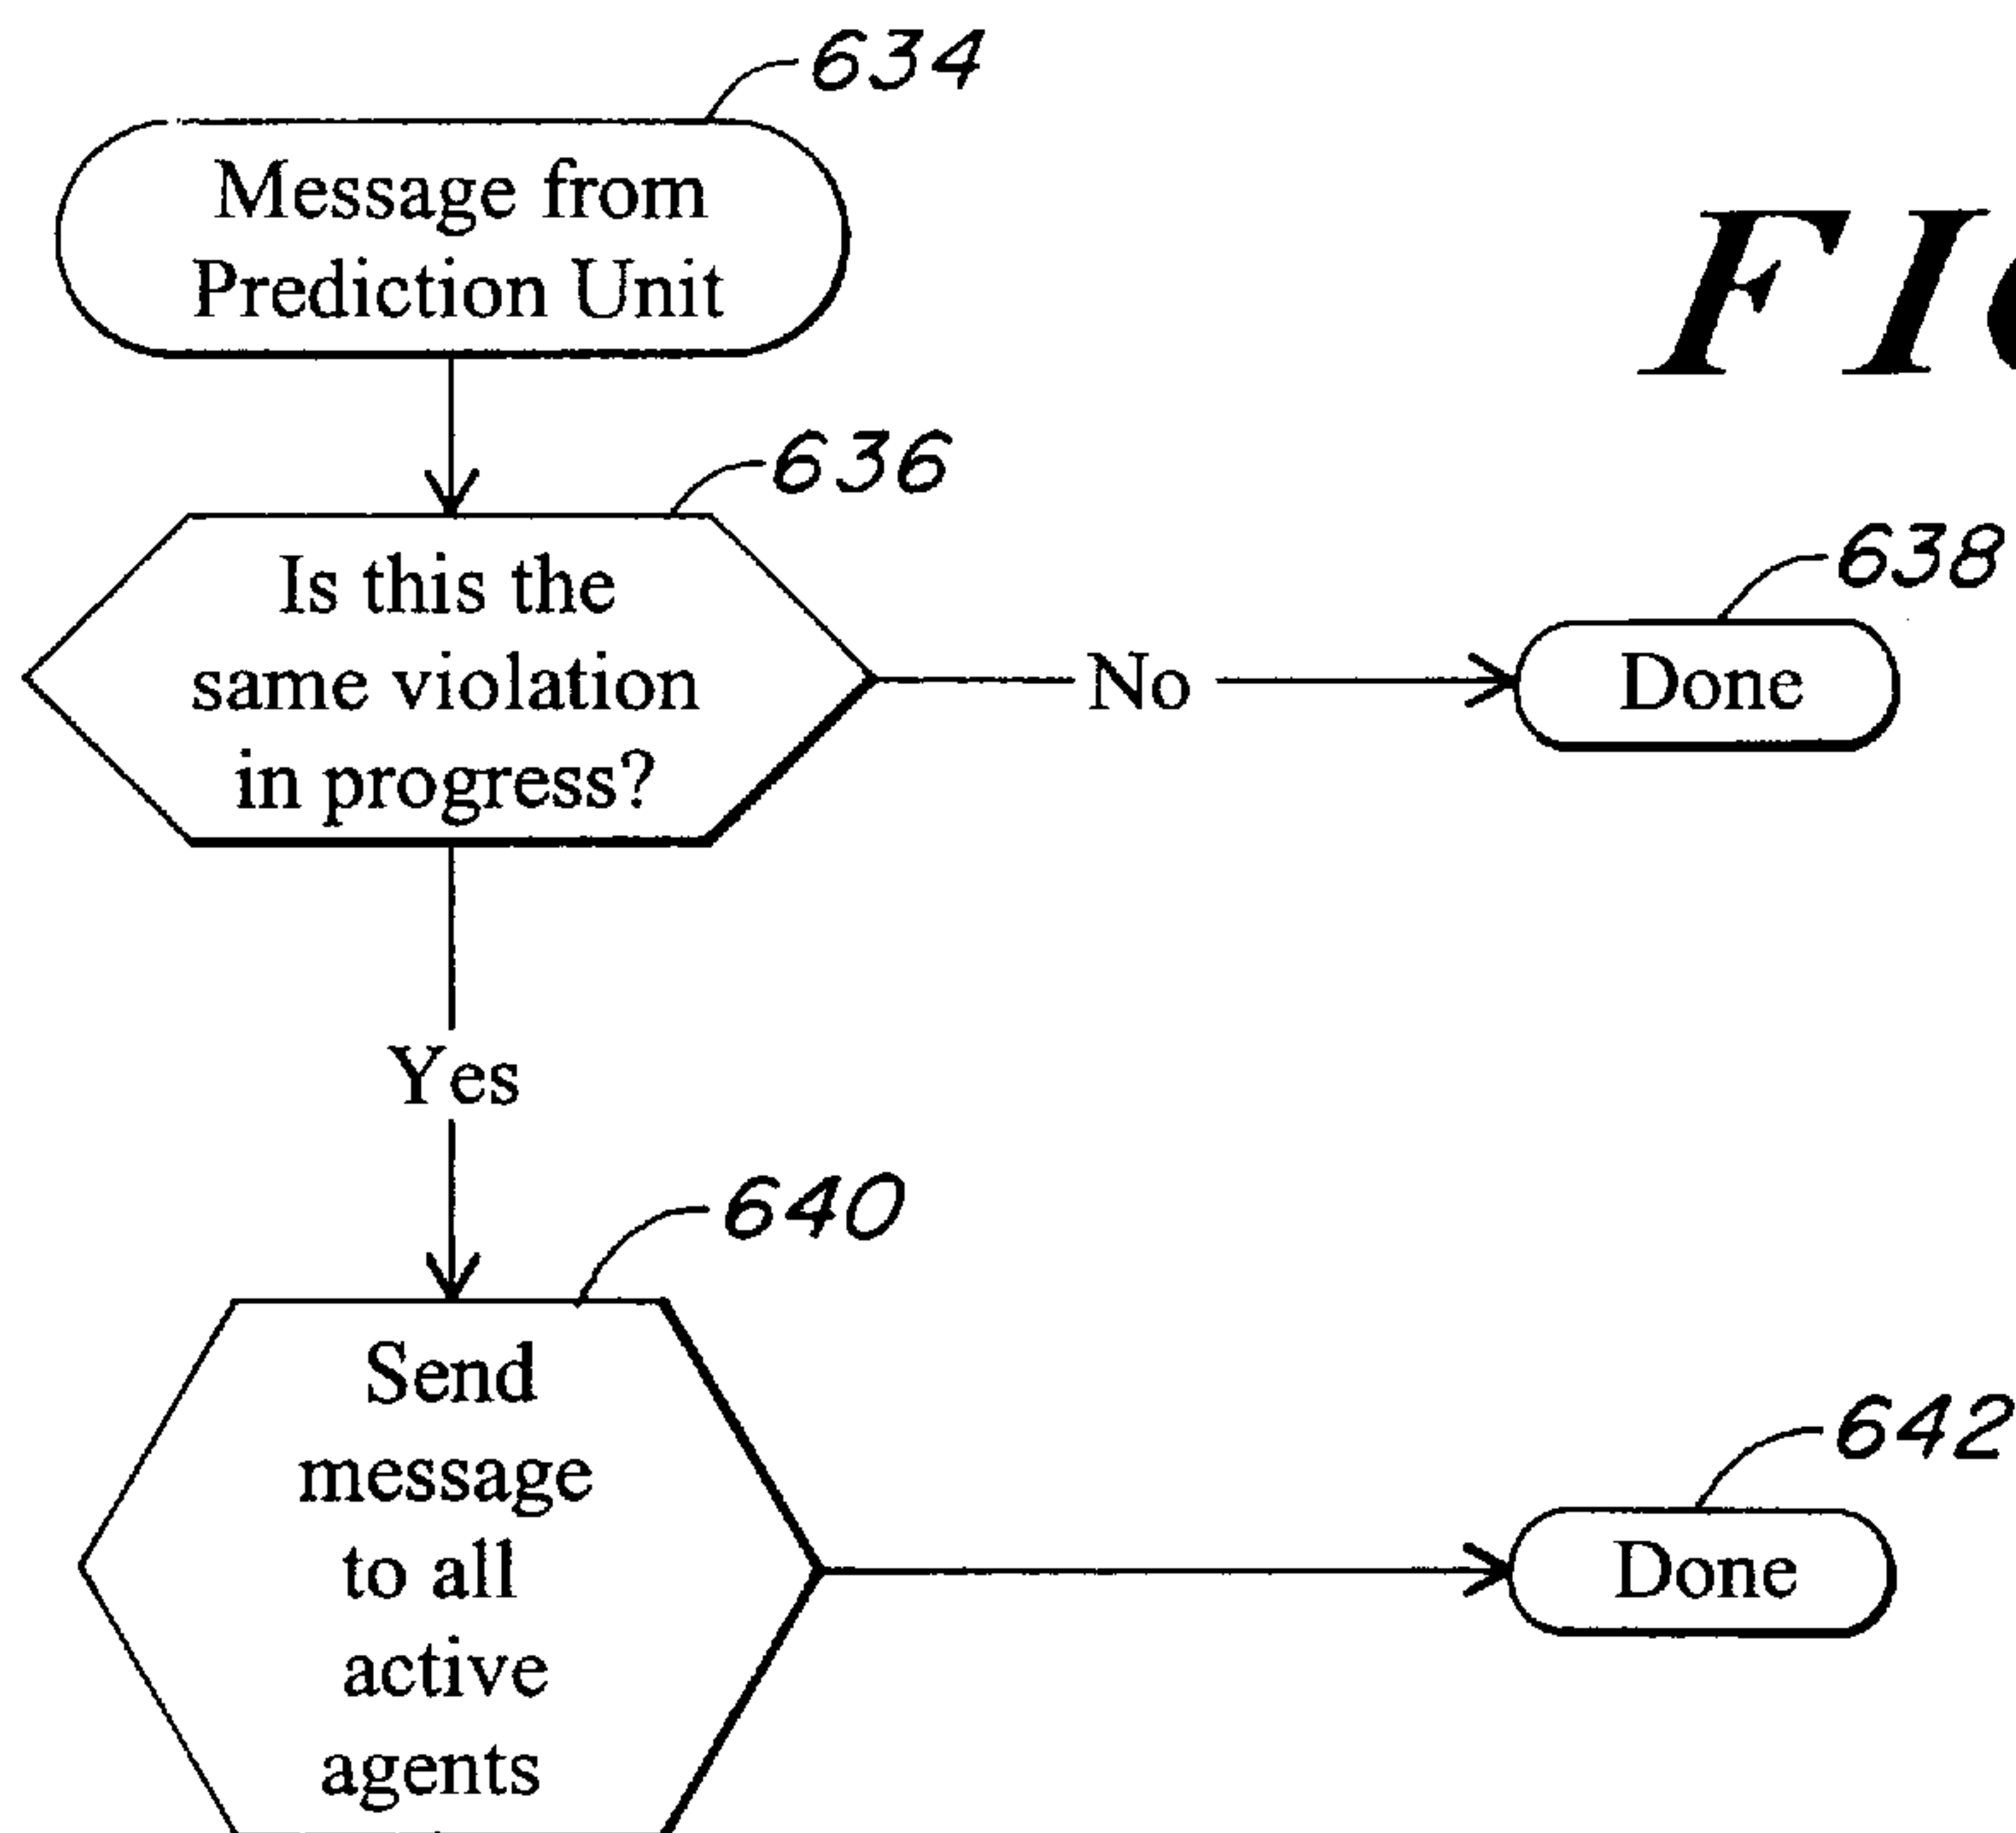 634
Message from
Prediction Unit
FIG
636
Is this the
same violation
in progress?
No
638
Done
Yes
640
Send
message
to all
active
agents
642
Done